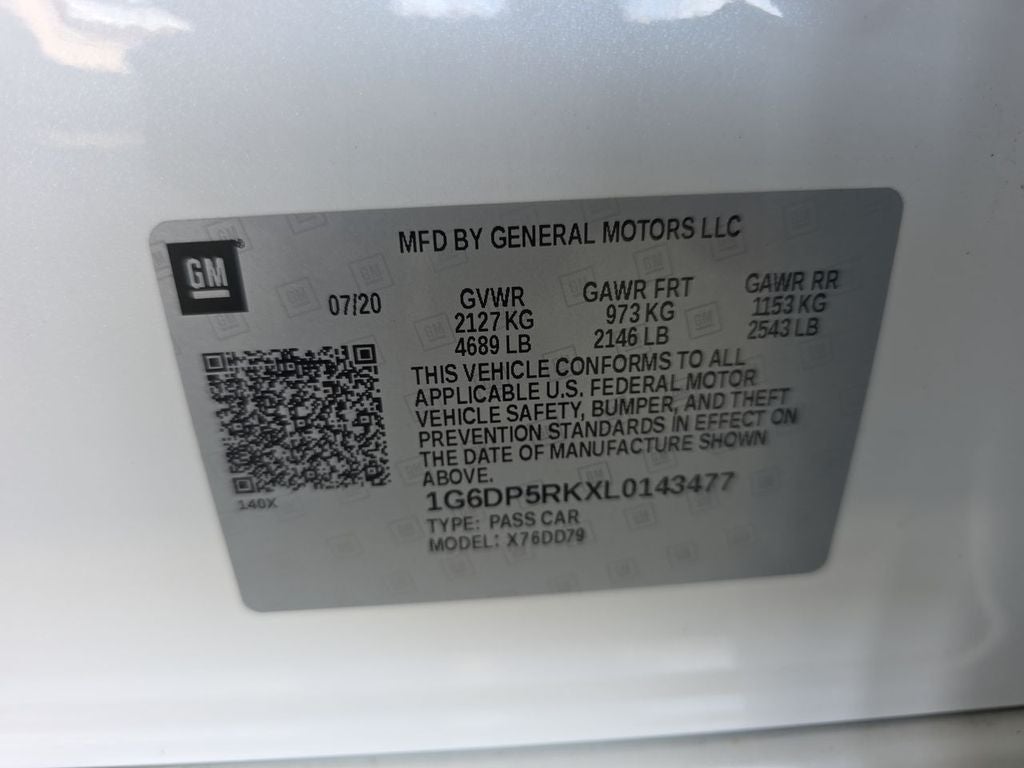 MFD BY GENERAL MOTORS LLC
GM
07/20
GVWR
2127 KG
4689 LB
GAWR FRT
973 KG
2146 LB
GAWR RR
1153 KG
2543 LB
THIS VEHICLE CONFORMS TO ALL
APPLICABLE U.S. FEDERAL MOTOR
VEHICLE SAFETY, BUMPER, AND THEFT
PREVENTION STANDARDS IN EFFECT ON
THE DATE OF MANUFACTURE SHOWN
ABOVE.
140X
1G6DP5RKXL0143477
TYPE: PASS CAR
MODEL: X76DD79